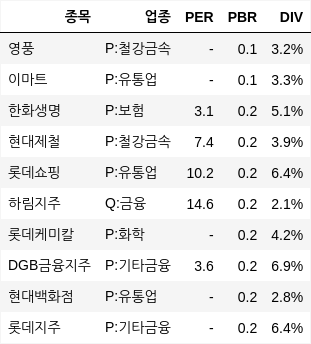 종목 업종 PER PBR DIV
영풍 P:철강금속 - 0.1 3.2%
이마트 P:유통업 - 0.1 3.3%
한화생명 P:보험 3.1 0.2 5.1%
현대제철 P:철강금속 7.4 0.2 3.9%
롯데쇼핑 P:유통업 10.2 0.2 6.4%
하림지주 Q:금융 14.6 0.2 2.1%
롯데케미칼 P:화학 - 0.2 4.2%
DGB금융지주 P:기타금융 3.6 0.2 6.9%
현대백화점 P:유통업 - 0.2 2.8%
롯데지주 P:기타금융 - 0.2 6.4%